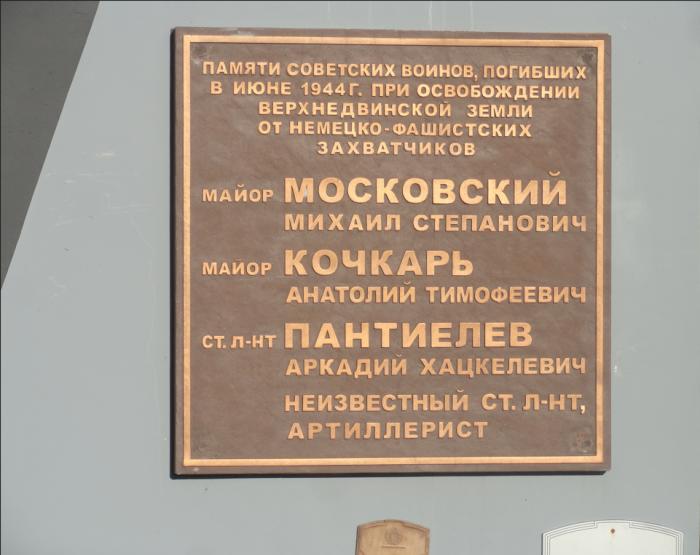 ПАМЯТИ СОВЕТСКИХ ВОИНОВ, ПОГИБШИХ
В ИЮНЕ 1944 Г. ПРИ ОСВОБОЖДЕНИИ
ВЕРХНЕДВИНСКОЙ ЗЕМЛИ
ОТ НЕМЕЦКО-ФАШИСТСКИХ
ЗАХВАТЧИКОВ
МАЙОР МОСКОВСКИЙ
МИХАИЛ СТЕПАНОВИЧ
МАЙОР КОЧКАРЬ
АНАТОЛИЙ ТИМОФЕЕВИЧ
СТ. Л-НТ ПАНТИЕЛЕВ
АРКАДИЙ ХАЦКЕЛЕВИЧ
НЕИЗВЕСТНЫЙ СТ. Л-НТ,
АРТИЛЛЕРИСТ